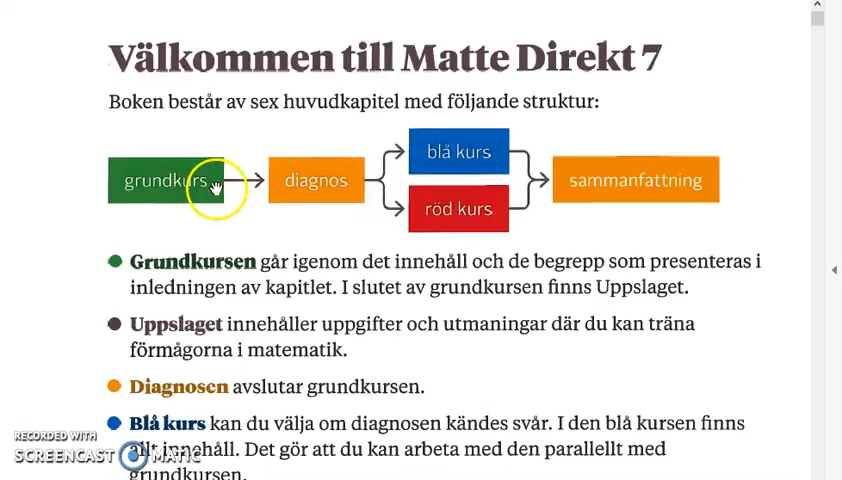 Välkommen till Matte Direkt 7
Boken består av sex huvudkapitel med följande struktur:
grundkurs
diagnos
blå kurs
röd kurs
sammanfattning
Grundkursen går igenom det innehåll och de begrepp som presenteras i
inledningen av kapitlet. I slutet av grundkursen finns Uppslaget.
Uppslaget innehåller uppgifter och utmaningar där du kan träna
förmågorna i matematik.
Diagnosen avslutar grundkursen.
Blå kurs kan du välja om diagnosen kändes svår. I den blå kursen finns
allt innehåll. Det gör att du kan arbeta med den parallellt med
grundkursen.
RECORDED WITH
SCREENCAST MATIC